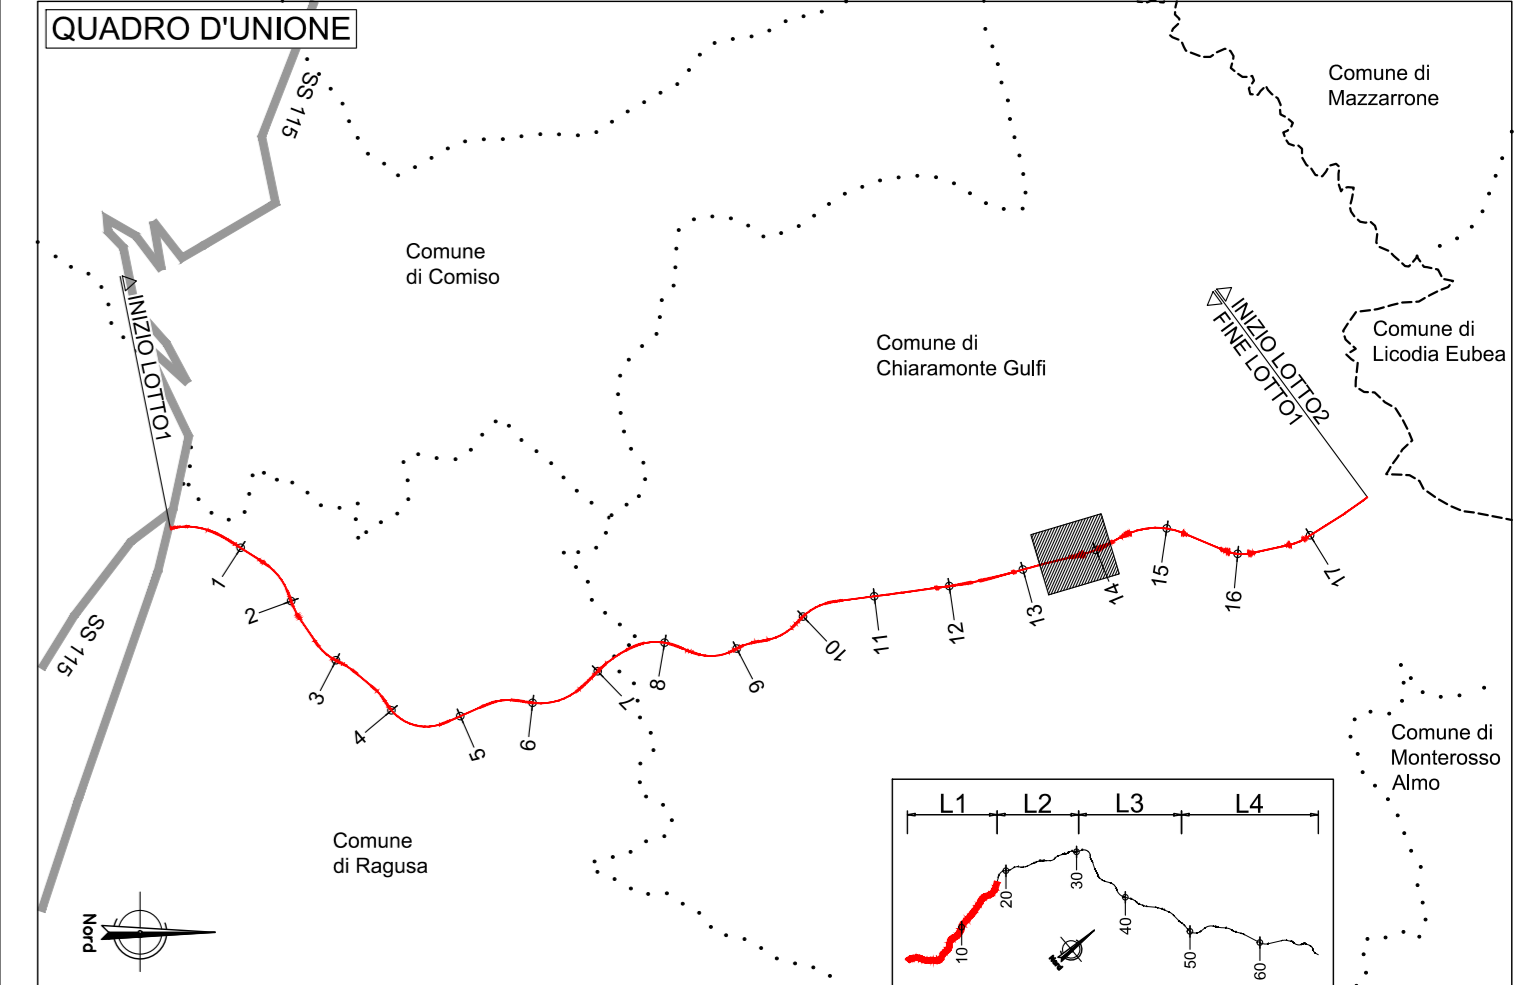 QUADRO D'UNIONE
SS 115
Comune di
Mazzarrone
Comune
di Comiso
INIZIO LOTTO1
Comune di
Chiaramonte Gulfi
INIZIO LOTTO2
FINE LOTTO1
Comune di
Licodia Eubea
1
2
3
4
5
6
7
8
9
10
11
12
13
14
15
16
17
SS 115
Comune
di Ragusa
Comune di
Monterosso
Almo
Nord
L1 L2 L3 L4
10
20
30
40
50
60
Nord